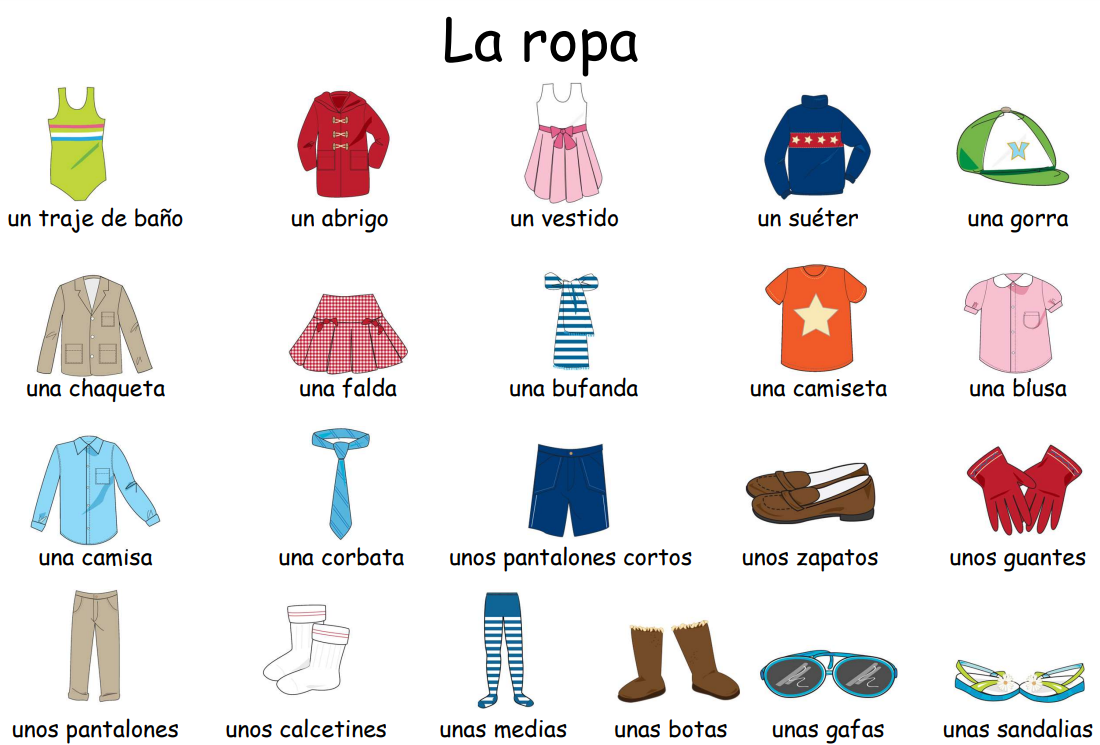 La ropa
un traje de baño
un abrigo
un vestido
un suéter
una gorra
una chaqueta
una falda
una bufanda
una camiseta
una blusa
una camisa
una corbata
unos pantalones cortos
unos zapatos
unos guantes
unos pantalones
unos calcetines
unas medias
unas botas
unas gafas
unas sandalias